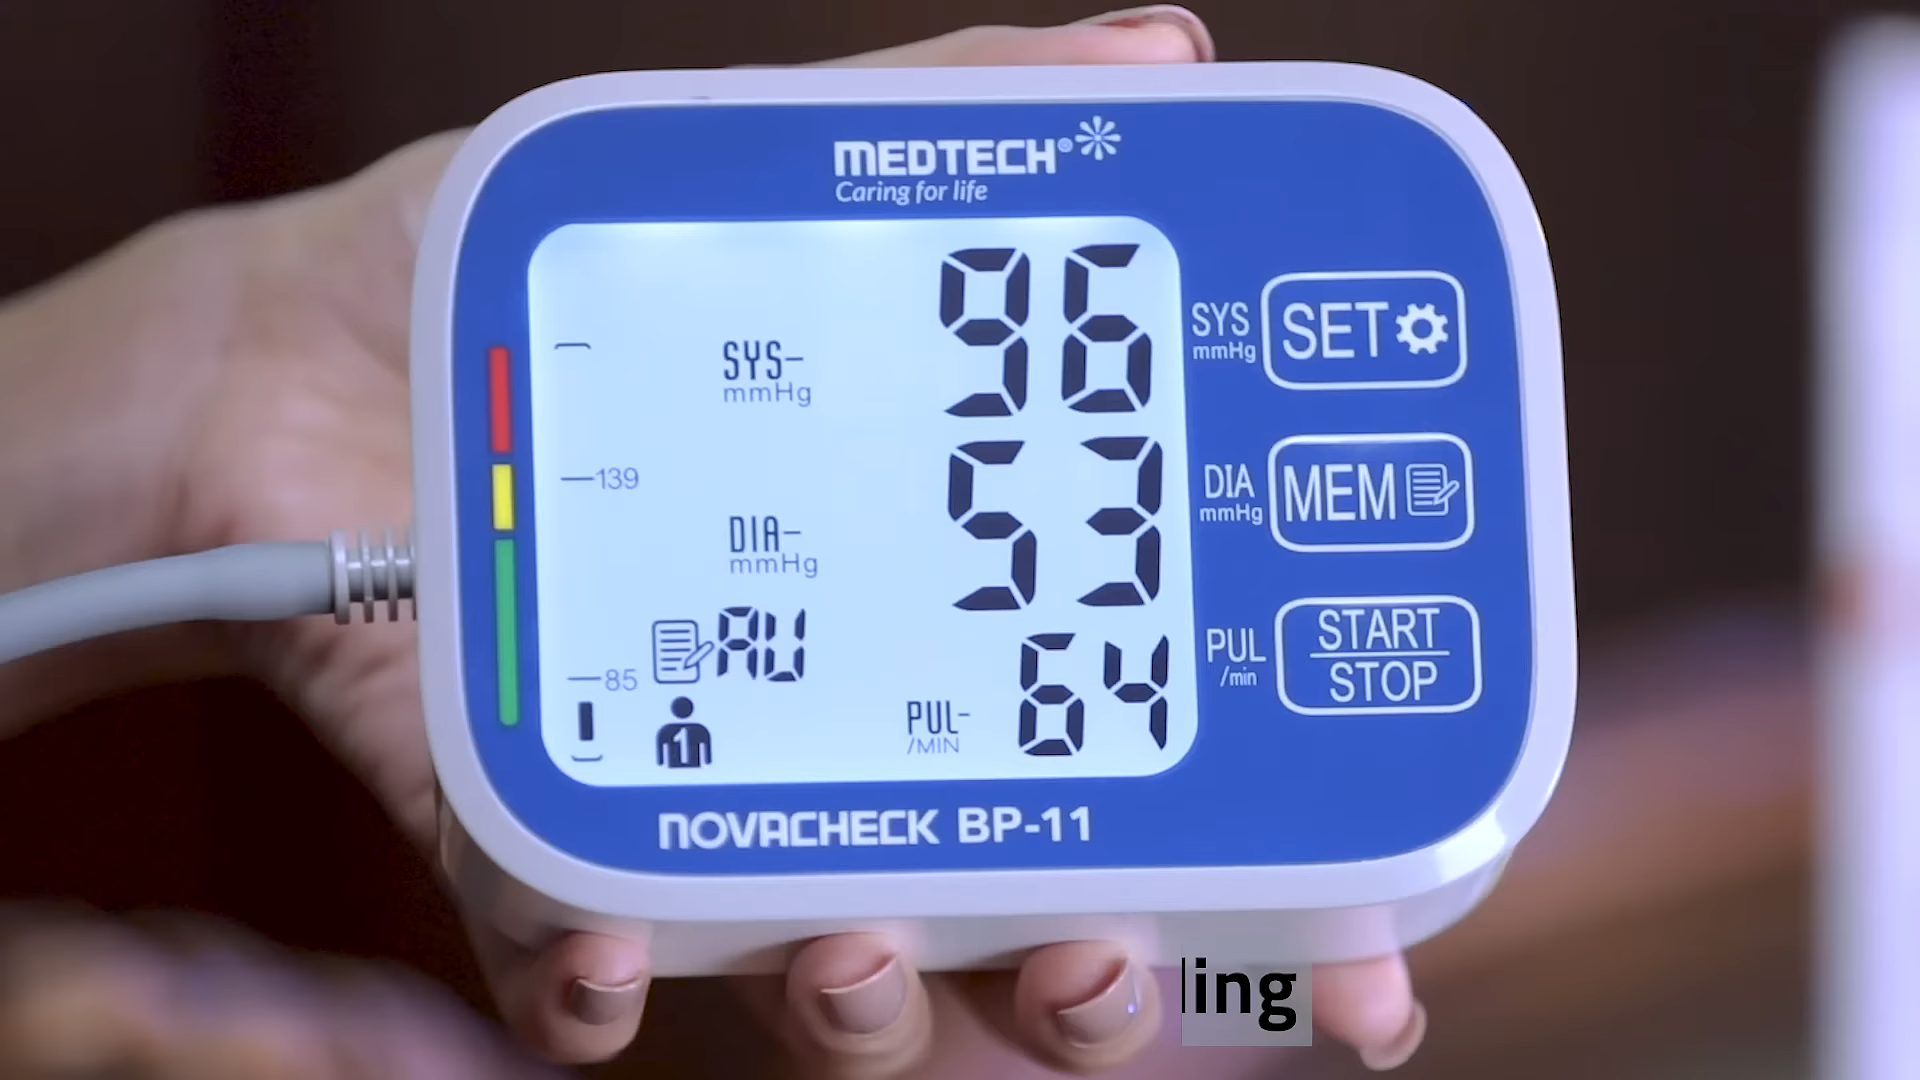 MEDTECH®
Caring for life
SYS-
mmHg
96
SYS
mmHg
SET
139
DIA-
mmHg
53
DIA
mmHg
MEM
AU
85
1
PUL-
/MIN
64
PUL
/min
START
STOP
NOVACHECK BP-11